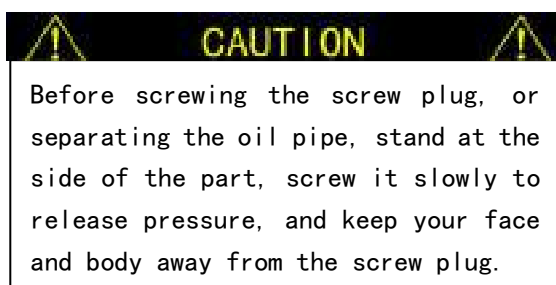 CAUTION
Before screwing the screw plug, or
separating the oil pipe, stand at the
side of the part, screw it slowly to
release pressure, and keep your face
and body away from the screw plug.